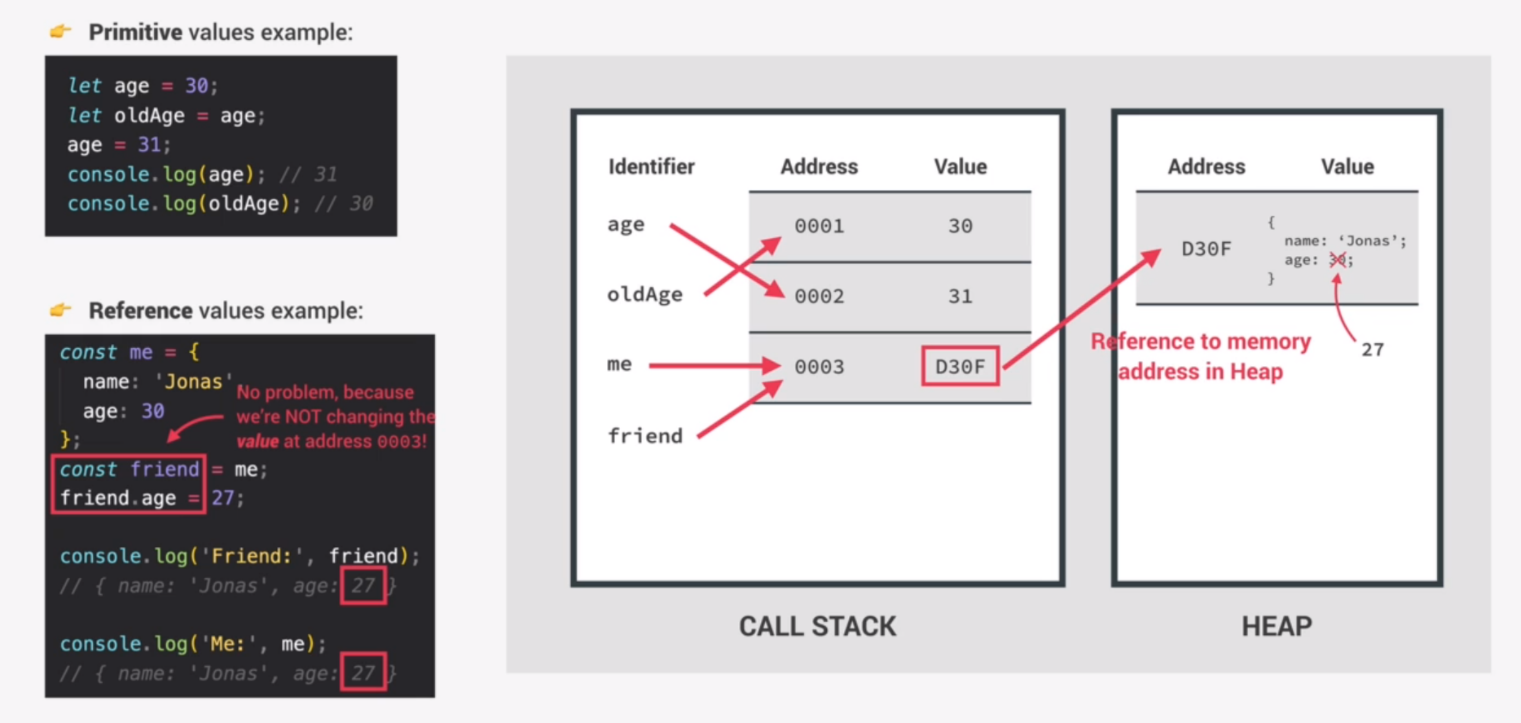 👉 Primitive values example:
let age = 30;
let oldAge = age;
age = 31;
console.log(age); // 31
console.log(oldAge); // 30
👉 Reference values example:
const me = {
name: 'Jonas'
age: 30
};
const friend = me;
friend.age = 27;
No problem, because
we're NOT changing the
value at address 0003!
console.log('Friend:', friend);
// { name: 'Jonas', age: 27 }
console.log('Me:', me);
// { name: 'Jonas', age: 27 }
Identifier Address Value
age 0001 30
oldAge 0002 31
me 0003 D30F
friend
CALL STACK
Address Value
D30F
{
name: ‘Jonas’;
age: 30;
}
27
Reference to memory
address in Heap
HEAP